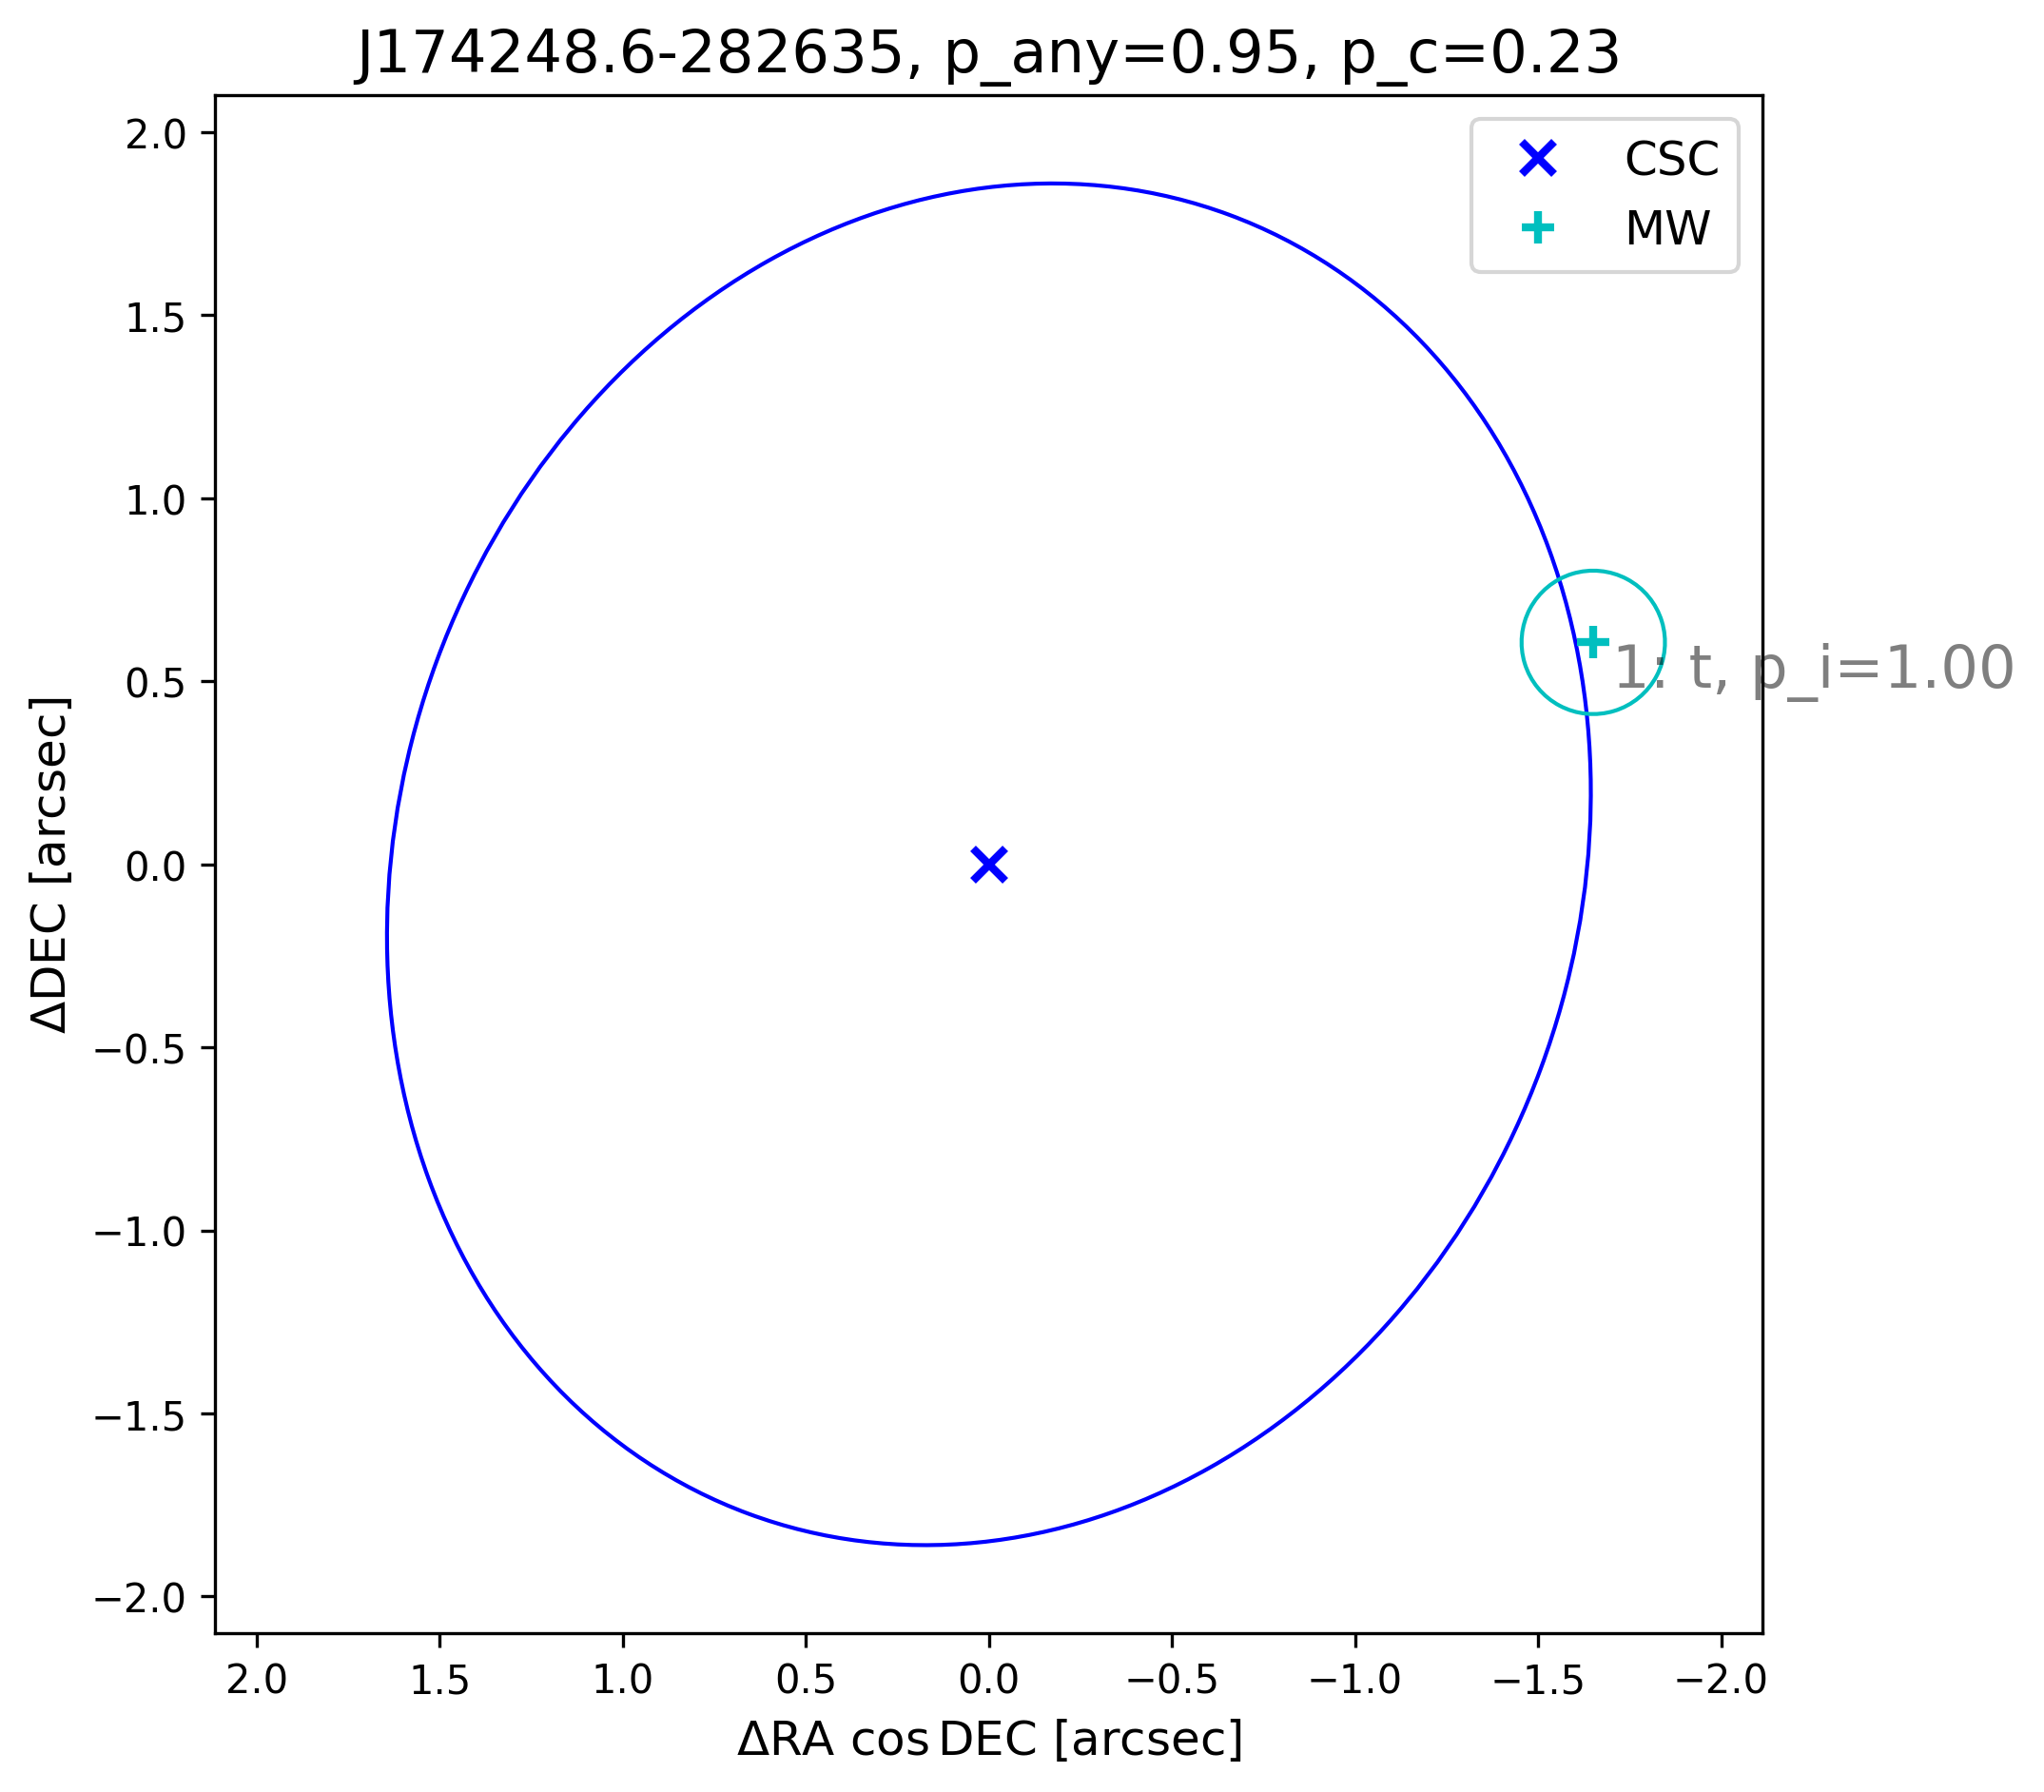 J174248.6-282635, p_any=0.95, p_c=0.23
CSC
MW
2.0
1.5
1.0
0.5
0.0
−0.5
−1.0
−1.5
−2.0
ΔDEC [arcsec]
1: t, p_i=1.00
2.0 1.5 1.0 0.5 0.0 −0.5 −1.0 −1.5 −2.0
ΔRA cos DEC [arcsec]